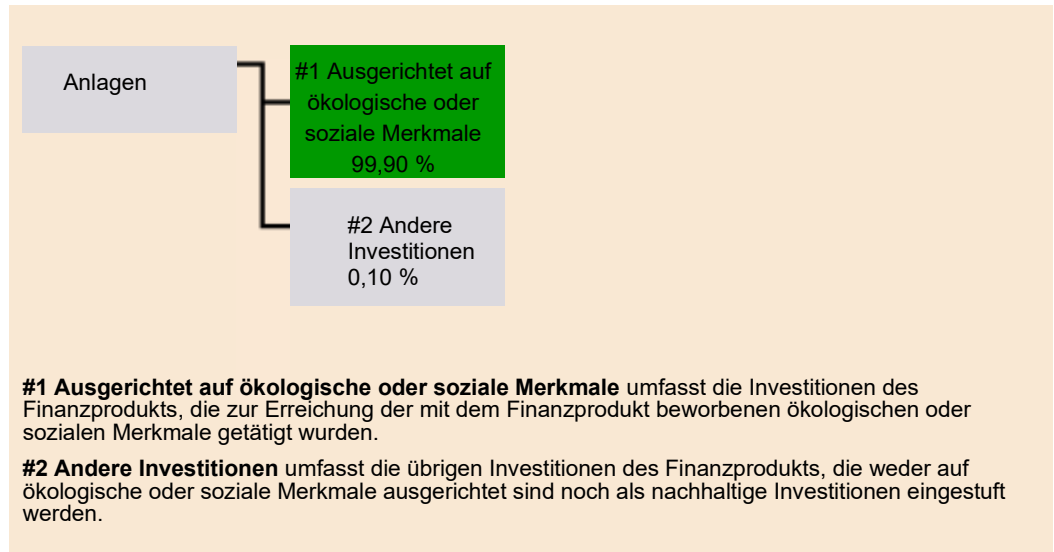 Anlagen
#1 Ausgerichtet auf
ökologische oder
soziale Merkmale
99,90 %
#2 Andere
Investitionen
0,10 %
#1 Ausgerichtet auf ökologische oder soziale Merkmale umfasst die Investitionen des
Finanzprodukts, die zur Erreichung der mit dem Finanzprodukt beworbenen ökologischen oder
sozialen Merkmale getätigt wurden.
#2 Andere Investitionen umfasst die übrigen Investitionen des Finanzprodukts, die weder auf
ökologische oder soziale Merkmale ausgerichtet sind noch als nachhaltige Investitionen eingestuft
werden.